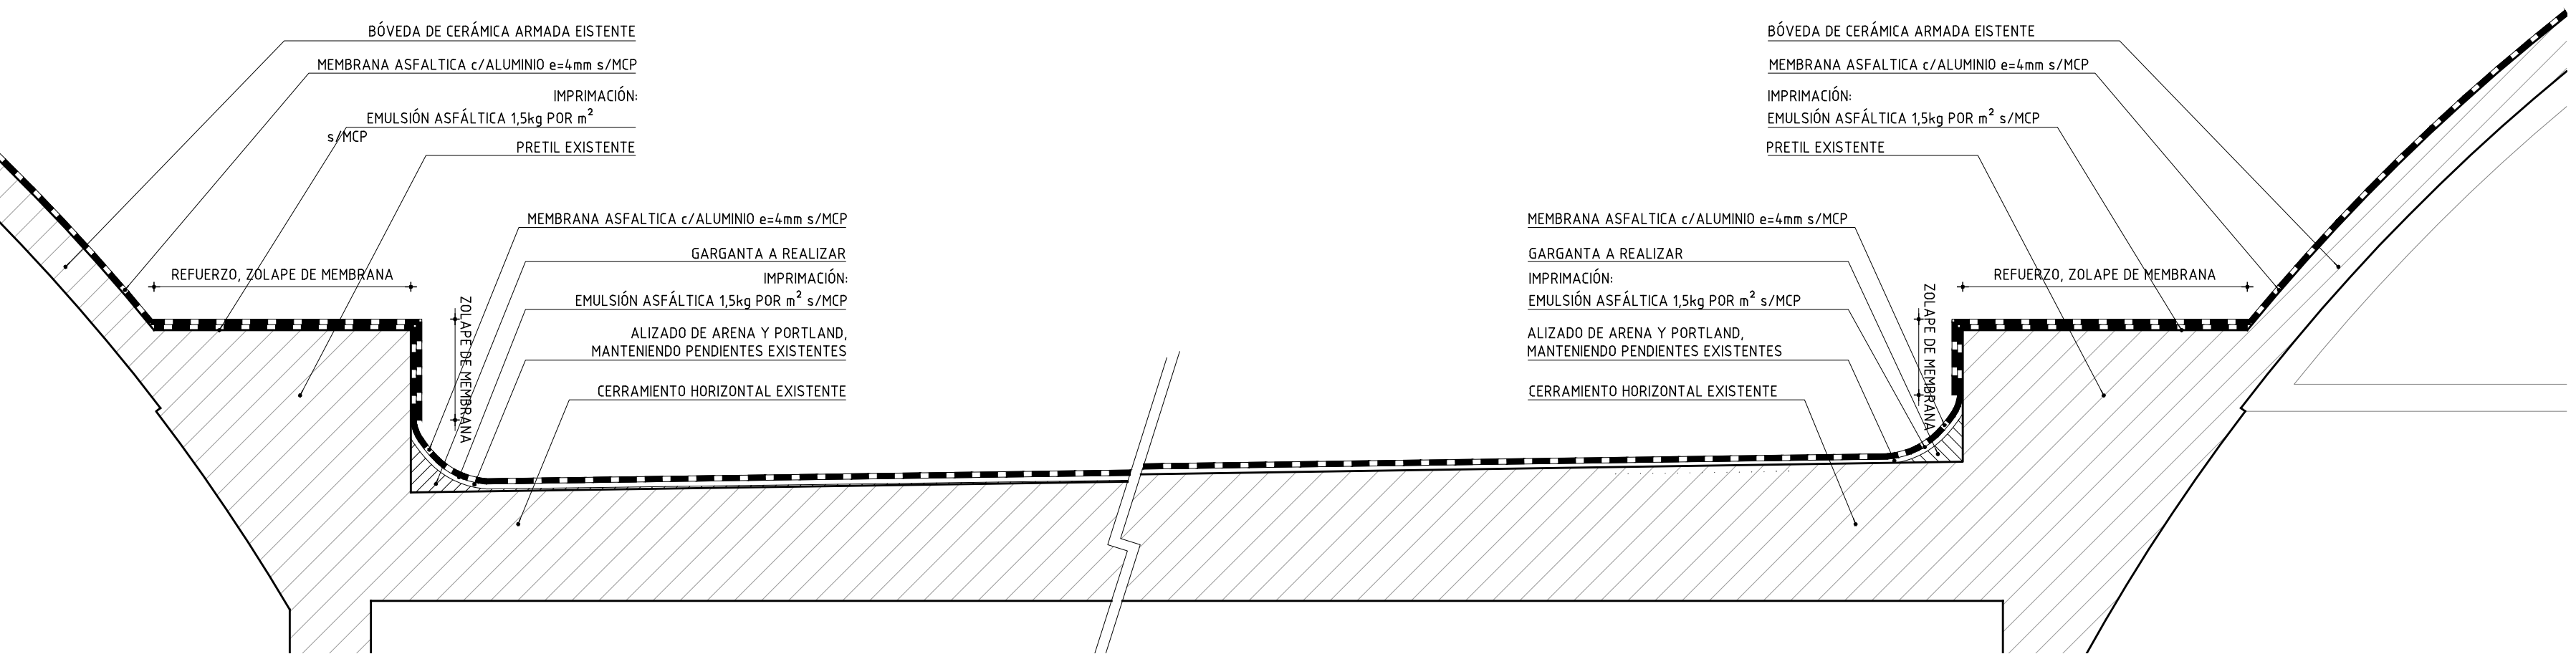 BÓVEDA DE CERÁMICA ARMADA EISTENTE
MEMBRANA ASFALTICA c/ALUMINIO e=4mm s/MCP
IMPRIMACIÓN:
EMULSIÓN ASFÁLTICA 1,5kg POR m²
s/MCP
PRETIL EXISTENTE
MEMBRANA ASFALTICA c/ALUMINIO e=4mm s/MCP
GARGANTA A REALIZAR
IMPRIMACIÓN:
EMULSIÓN ASFÁLTICA 1,5kg POR m² s/MCP
ALIZADO DE ARENA Y PORTLAND,
MANTENIENDO PENDIENTES EXISTENTES
CERRAMIENTO HORIZONTAL EXISTENTE
REFUERZO, ZOLAPE DE MEMBRANA
ZOLAPE DE MEMBRANA
BÓVEDA DE CERÁMICA ARMADA EISTENTE
MEMBRANA ASFALTICA c/ALUMINIO e=4mm s/MCP
IMPRIMACIÓN:
EMULSIÓN ASFÁLTICA 1,5kg POR m² s/MCP
PRETIL EXISTENTE
MEMBRANA ASFALTICA c/ALUMINIO e=4mm s/MCP
GARGANTA A REALIZAR
IMPRIMACIÓN:
EMULSIÓN ASFÁLTICA 1,5kg POR m² s/MCP
ALIZADO DE ARENA Y PORTLAND,
MANTENIENDO PENDIENTES EXISTENTES
CERRAMIENTO HORIZONTAL EXISTENTE
ZOLAPE DE MEMBRANA
REFUERZO, ZOLAPE DE MEMBRANA